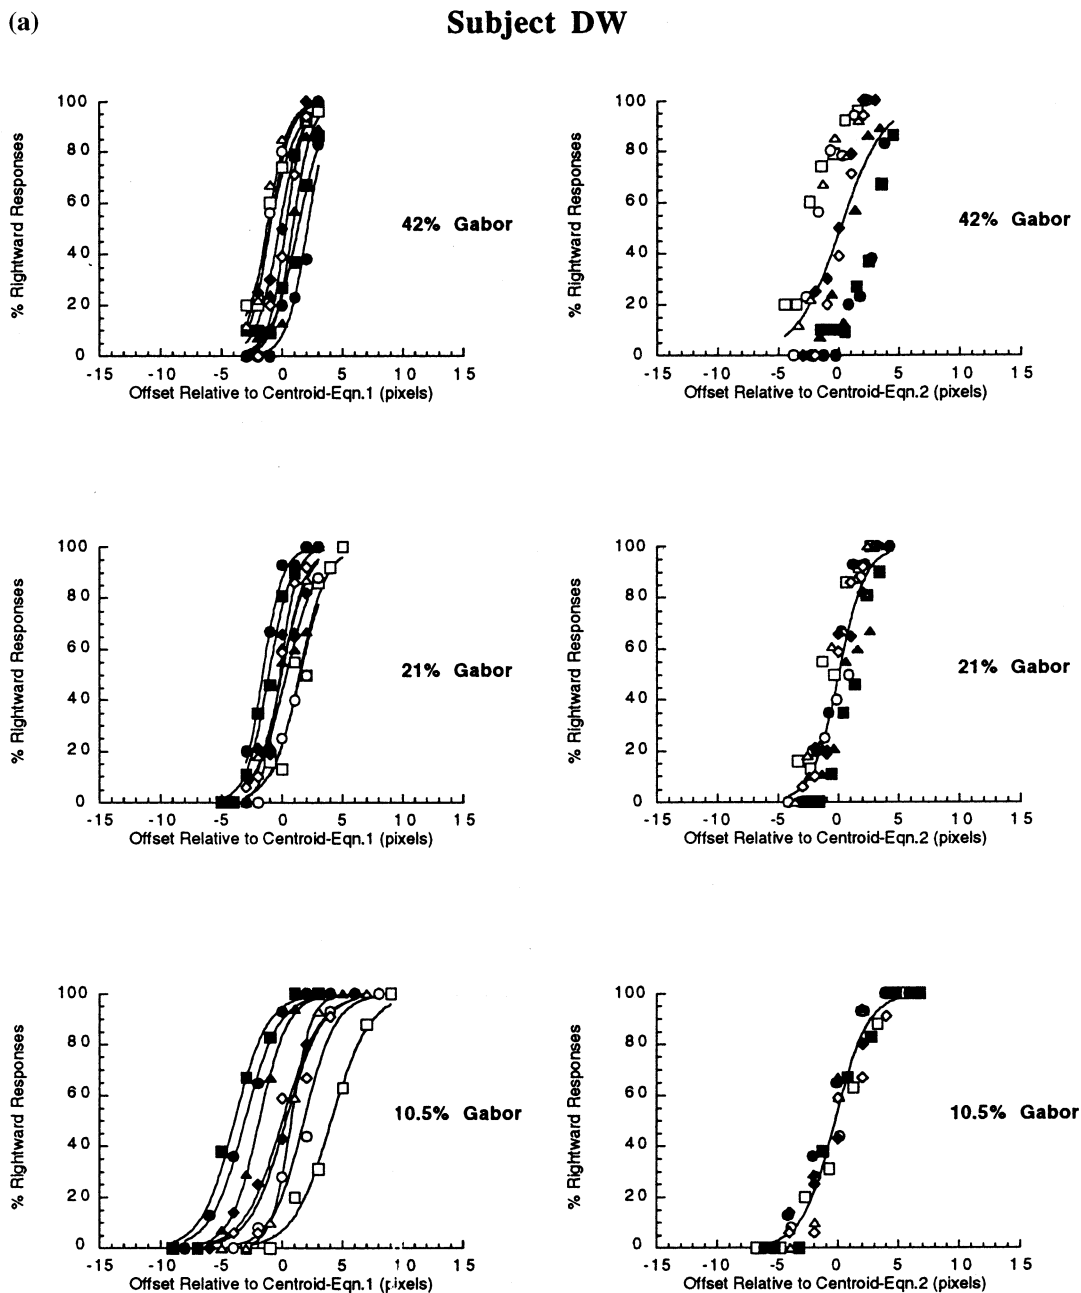 (a)
Subject DW
% Rightward Responses
100
80
60
40
20
0
-15 -10 -5 0 5 10 15
Offset Relative to Centroid-Eqn.1 (pixels)
42% Gabor
% Rightward Responses
100
80
60
40
20
0
-15 -10 -5 0 5 10 15
Offset Relative to Centroid-Eqn.2 (pixels)
42% Gabor
% Rightward Responses
100
80
60
40
20
0
-15 -10 -5 0 5 10 15
Offset Relative to Centroid-Eqn.1 (pixels)
21% Gabor
% Rightward Responses
100
80
60
40
20
0
-15 -10 -5 0 5 10 15
Offset Relative to Centroid-Eqn.2 (pixels)
21% Gabor
% Rightward Responses
100
80
60
40
20
0
-15 -10 -5 0 5 10 15
Offset Relative to Centroid-Eqn.1 (pixels)
10.5% Gabor
% Rightward Responses
100
80
60
40
20
0
-15 -10 -5 0 5 10 15
Offset Relative to Centroid-Eqn.2 (pixels)
10.5% Gabor